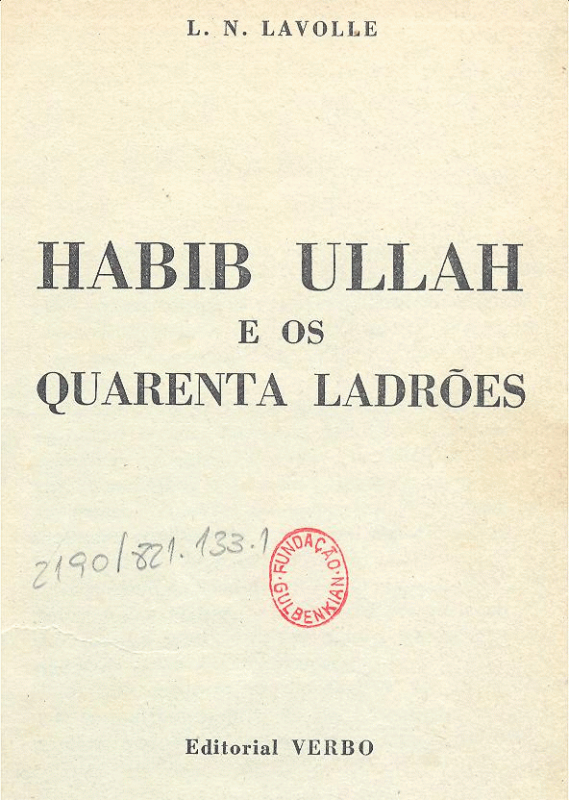 L. N. LAVOLLE
HABIB ULLAH
E OS
QUARENTA LADRÕES
2190/821.133.1
FUNDAÇÃO
GULBENKIAN
Editorial VERBO